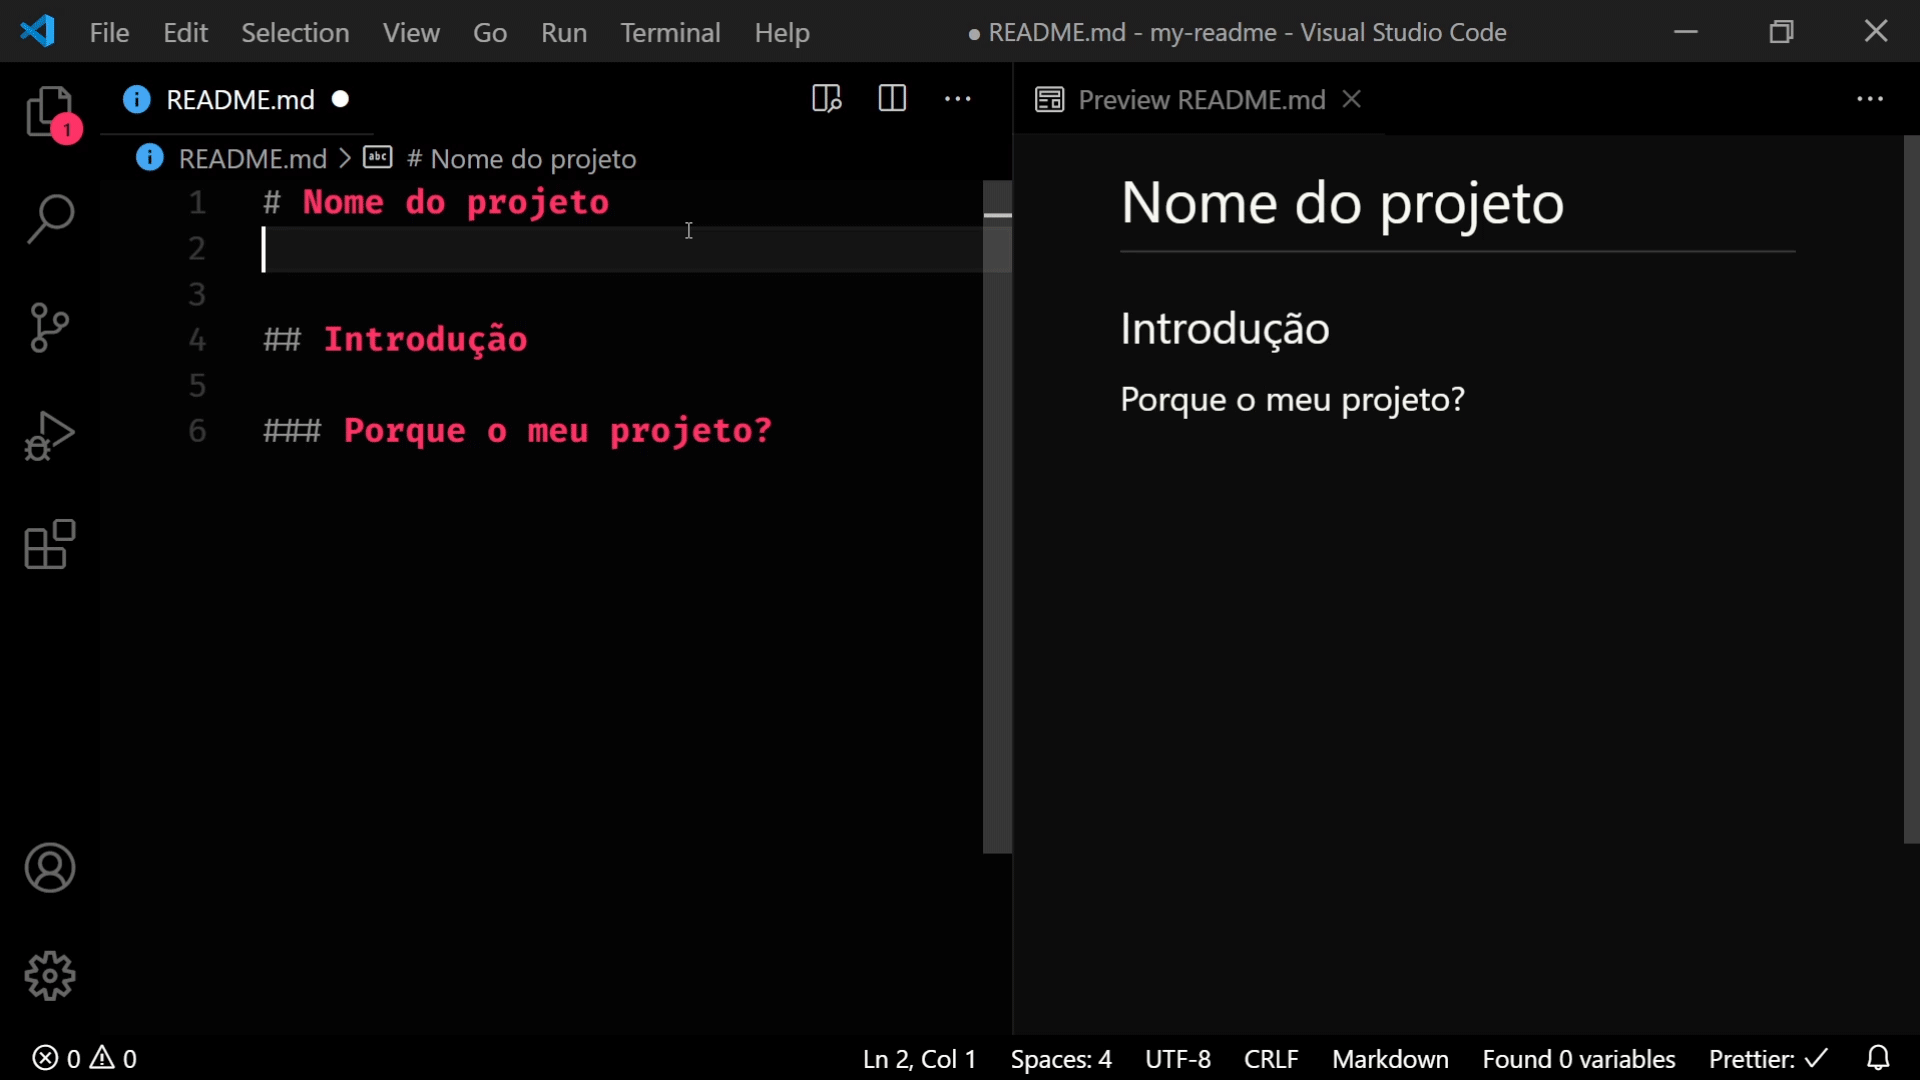 File Edit Selection View Go Run Terminal Help ● README.md - my-readme - Visual Studio Code
README.md ●
Preview README.md
README.md > # Nome do projeto
1 # Nome do projeto
2
3
4 ## Introdução
5
6 ### Porque o meu projeto?
Nome do projeto
Introdução
Porque o meu projeto?
1
0 0 Ln 2, Col 1 Spaces: 4 UTF-8 CRLF Markdown Found 0 variables Prettier: ✓